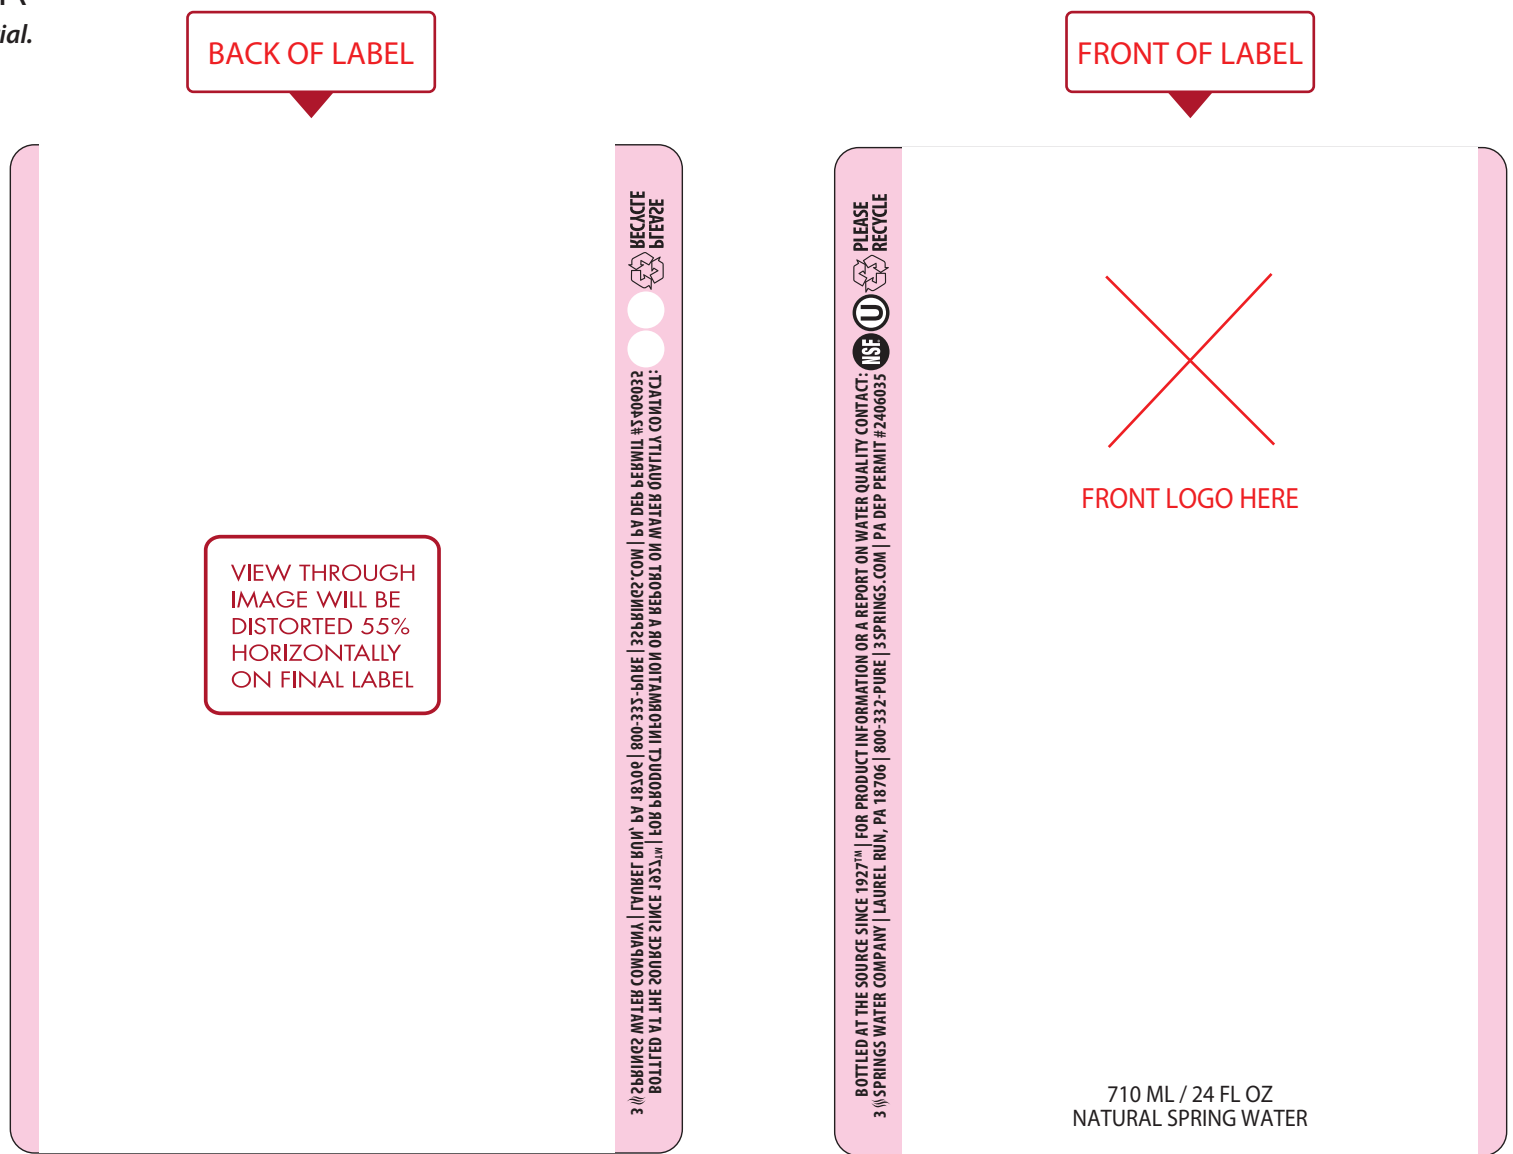 ial.
BACK OF LABEL
FRONT OF LABEL
PLEASE
RECYCLE
BOTTLED AT THE SOURCE SINCE 1927™ | FOR PRODUCT INFORMATION OR A REPORT ON WATER QUALITY CONTACT:
3 SPRINGS WATER COMPANY | LAUREL RUN, PA 18706 | 800-332-PURE | 3SPRINGS.COM | PA DEP PERMIT #2406035
VIEW THROUGH
IMAGE WILL BE
DISTORTED 55%
HORIZONTALLY
ON FINAL LABEL
PLEASE
RECYCLE
U
NSF
BOTTLED AT THE SOURCE SINCE 1927™ | FOR PRODUCT INFORMATION OR A REPORT ON WATER QUALITY CONTACT:
3 SPRINGS WATER COMPANY | LAUREL RUN, PA 18706 | 800-332-PURE | 3SPRINGS.COM | PA DEP PERMIT #2406035
FRONT LOGO HERE
710 ML / 24 FL OZ
NATURAL SPRING WATER